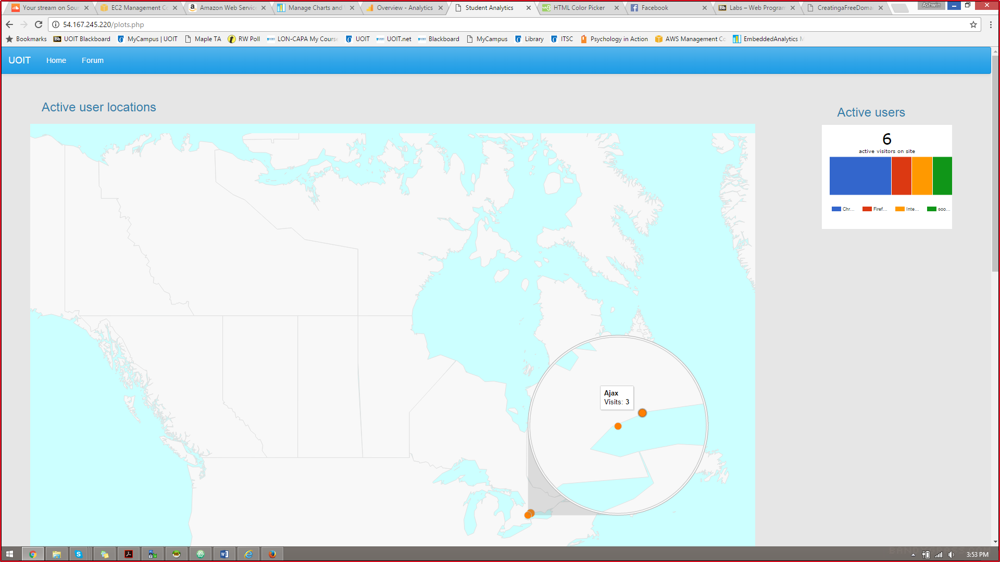 Your stream on Soun
EC2 Management Co
Amazon Web Service
Manage Charts and
Overview - Analytics
Student Analytics
HTML Color Picker
Facebook
Labs – Web Program
CreatingaFreeDoma
Ashwin
54.167.245.220/plots.php
Bookmarks
UOIT Blackboard
MyCampus | UOIT
Maple TA
RW Poll
LON-CAPA My Course
UOIT
UOIT.net
Blackboard
MyCampus
Library
ITSC
Psychology in Action
AWS Management Co
EmbeddedAnalytics M
UOIT Home Forum
Active user locations
Active users
6
active visitors on site
Chr... Firef... Inte... Goo...
Ajax
Visits: 3
3:53 PM